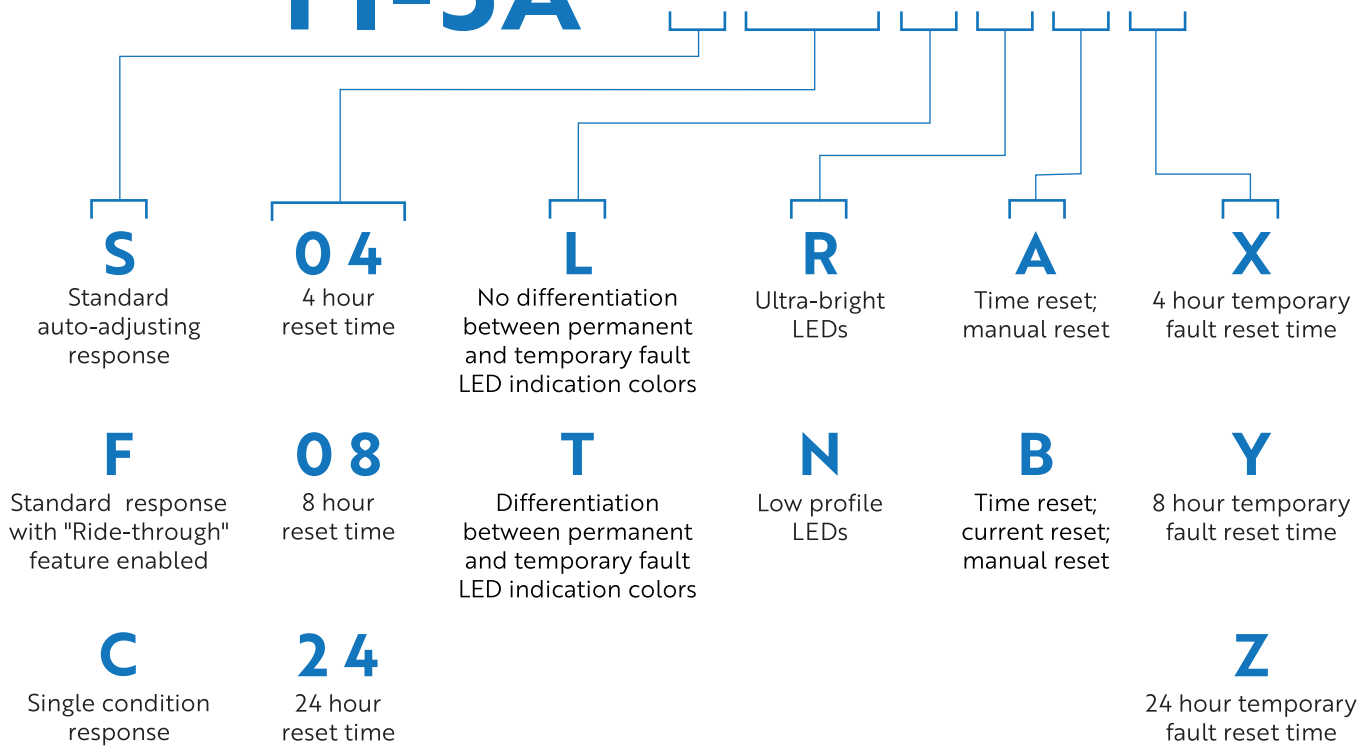 S
Standard
auto-adjusting
response
0 4
4 hour
reset time
L
No differentiation
between permanent
and temporary fault
LED indication colors
R
Ultra-bright
LEDs
A
Time reset;
manual reset
X
4 hour temporary
fault reset time
F
Standard response
with "Ride-through"
feature enabled
0 8
8 hour
reset time
T
Differentiation
between permanent
and temporary fault
LED indication colors
N
Low profile
LEDs
B
Time reset;
current reset;
manual reset
Y
8 hour temporary
fault reset time
C
Single condition
response
2 4
24 hour
reset time
Z
24 hour temporary
fault reset time